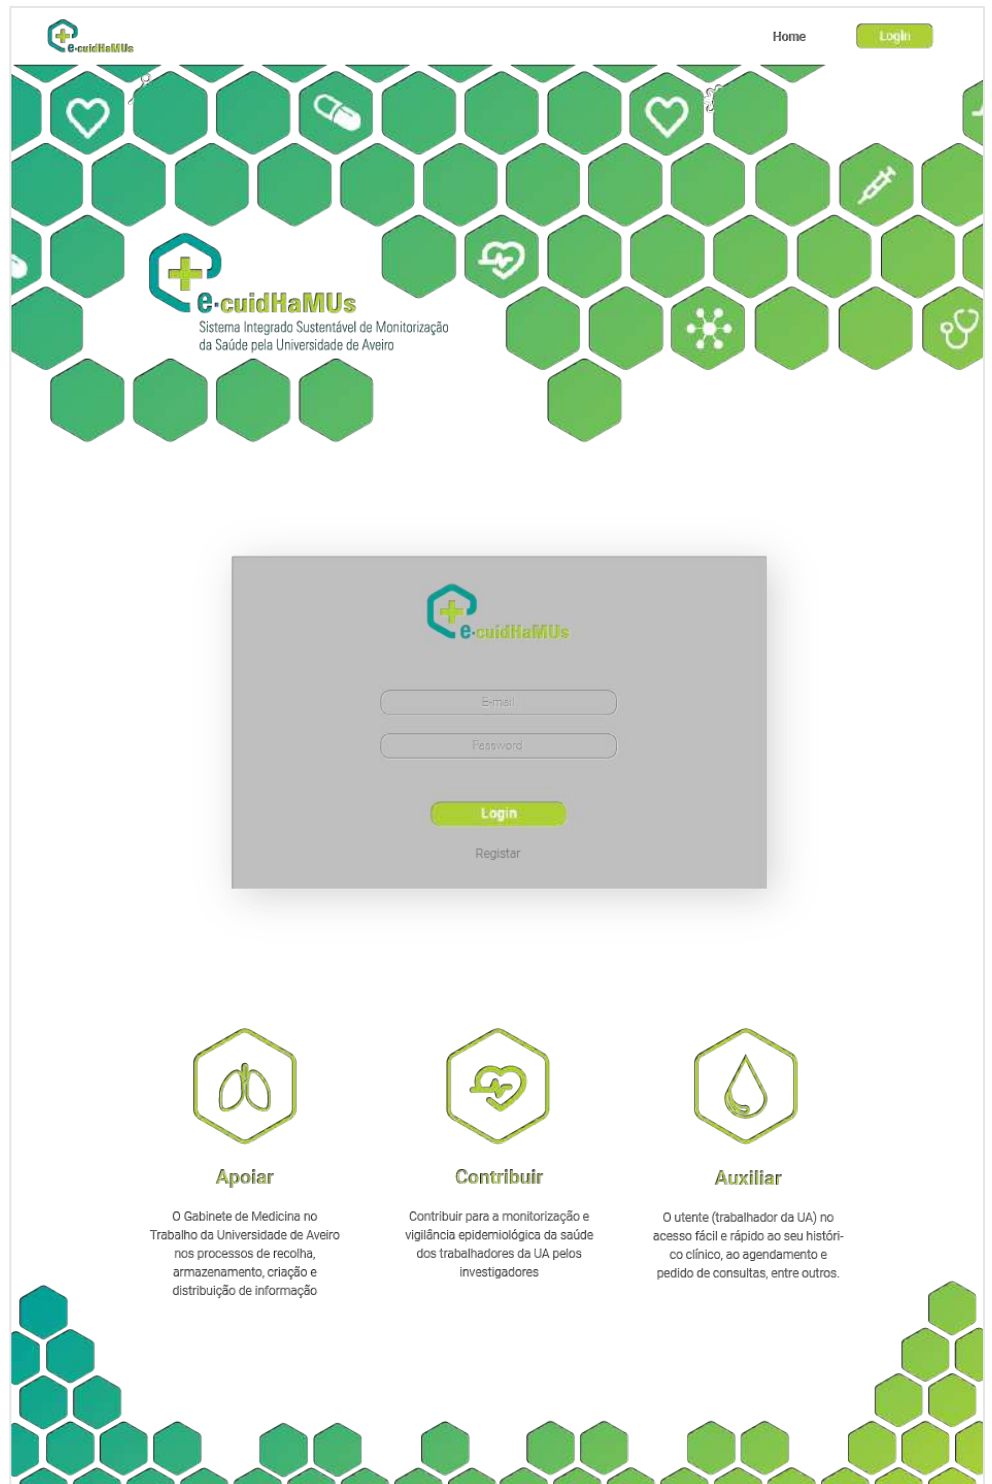 e-cuidHaMUs
Home
Login
e-cuidHaMUs
Sistema Integrado Sustentável de Monitorização
da Saúde pela Universidade de Aveiro
e-cuidHaMUs
E-mail
Password
Login
Registar
Apoiar
O Gabinete de Medicina no
Trabalho da Universidade de Aveiro
nos processos de recolha,
armazenamento, criação e
distribuição de informação
Contribuir
Contribuir para a monitorização e
vigilância epidemiológica da saúde
dos trabalhadores da UA pelos
investigadores
Auxiliar
O utente (trabalhador da UA) no
acesso fácil e rápido ao seu históri-
co clínico, ao agendamento e
pedido de consultas, entre outros.